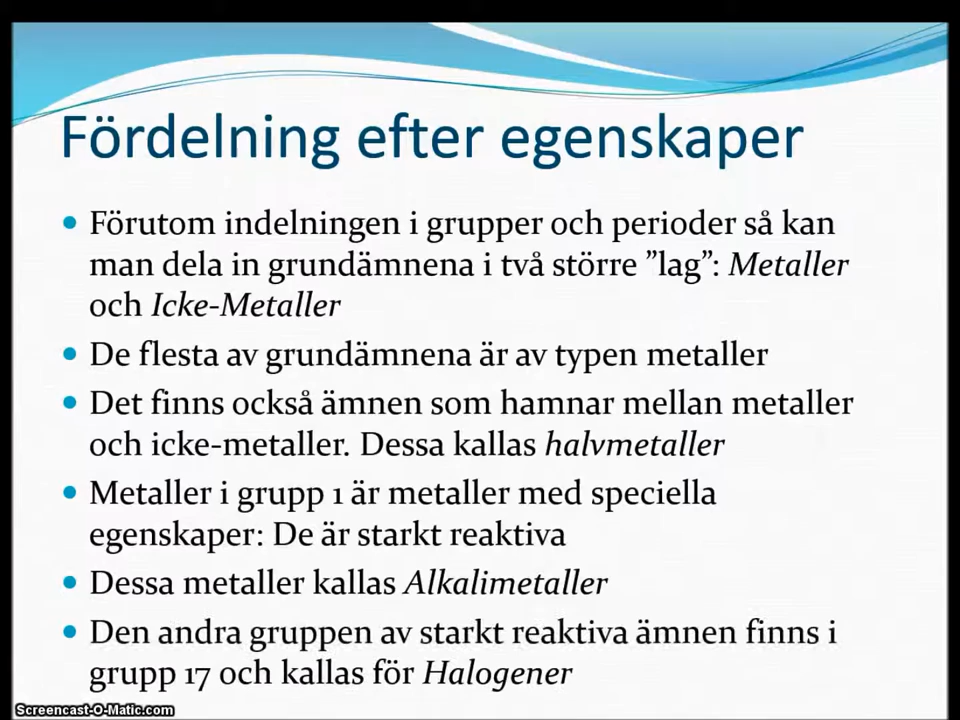 Fördelning efter egenskaper
• Förutom indelningen i grupper och perioder så kan
man dela in grundämnena i två större ”lag”: Metaller
och Icke-Metaller
• De flesta av grundämnena är av typen metaller
• Det finns också ämnen som hamnar mellan metaller
och icke-metaller. Dessa kallas halvmetaller
• Metaller i grupp 1 är metaller med speciella
egenskaper: De är starkt reaktiva
• Dessa metaller kallas Alkalimetaller
• Den andra gruppen av starkt reaktiva ämnen finns i
grupp 17 och kallas för Halogener
Screencast-O-Matic.com